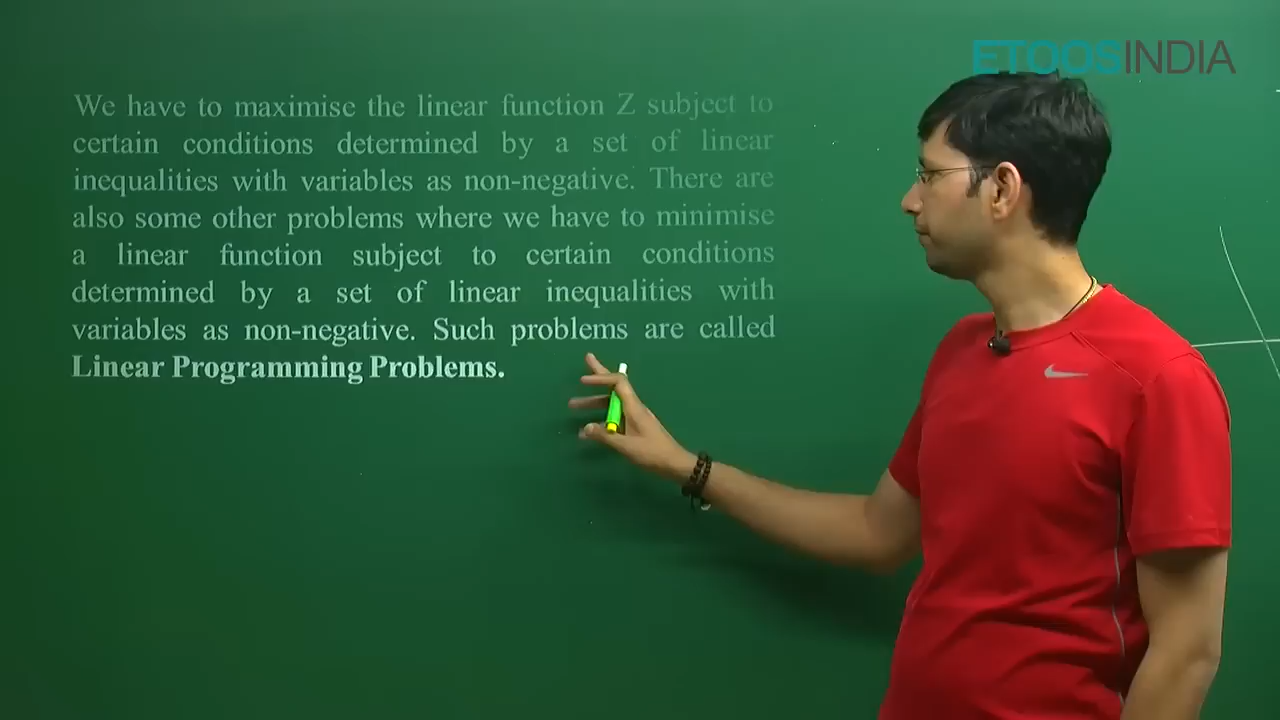 ETOOSINDIA
We have to maximise the linear function Z subject to
certain conditions determined by a set of linear
inequalities with variables as non-negative. There are
also some other problems where we have to minimise
a linear function subject to certain conditions
determined by a set of linear inequalities with
variables as non-negative. Such problems are called
Linear Programming Problems.